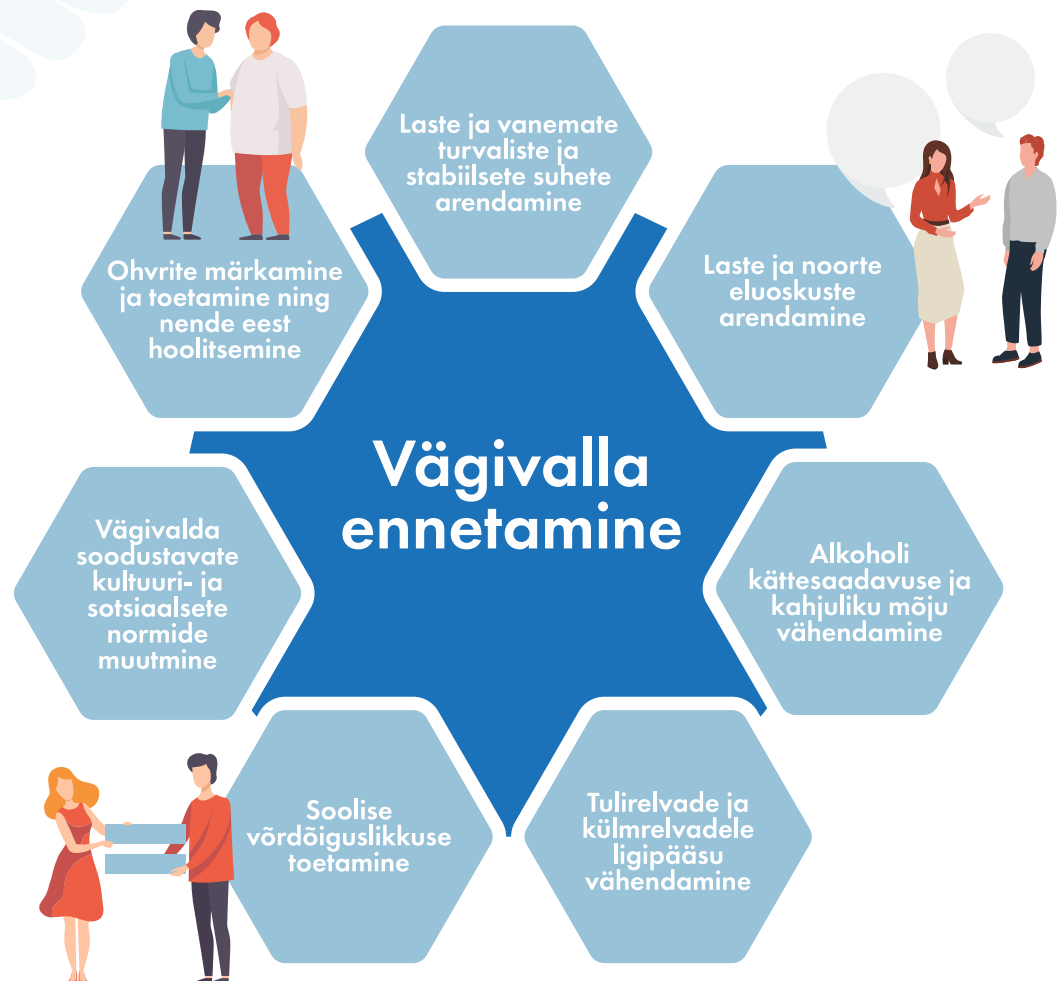 Laste ja vanemate
turvaliste ja
stabiilsete suhete
arendamine
Laste ja noorte
eluoskuste
arendamine
Ohvrite märkamine
ja toetamine ning
nende eest
hoolitsemine
Vägivalla
ennetamine
Vägivalda
soodustavate
kultuuri- ja
sotsiaalsete
normide
muutmine
Alkoholi
kättesaadavuse ja
kahjuliku mõju
vähendamine
Soolise
võrdõiguslikkuse
toetamine
Tulirelvade ja
külmrelvadele
ligipääsu
vähendamine